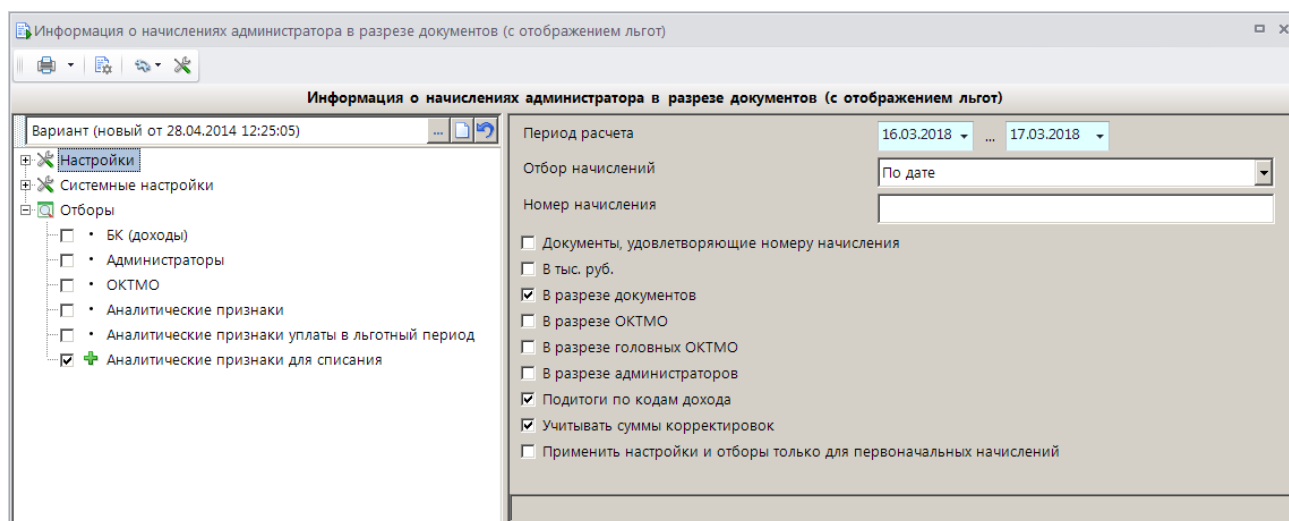 Информация о начислениях администратора в разрезе документов (с отображением льгот)
Информация о начислениях администратора в разрезе документов (с отображением льгот)
Вариант (новый от 28.04.2014 12:25:05)
...
Настройки
Системные настройки
Отборы
БК (доходы)
Администраторы
ОКТМО
Аналитические признаки
Аналитические признаки уплаты в льготный период
Аналитические признаки для списания
Период расчета 16.03.2018 ... 17.03.2018
Отбор начислений По дате
Номер начисления
Документы, удовлетворяющие номеру начисления
В тыс. руб.
В разрезе документов
В разрезе ОКТМО
В разрезе головных ОКТМО
В разрезе администраторов
Подитоги по кодам дохода
Учитывать суммы корректировок
Применить настройки и отборы только для первоначальных начислений